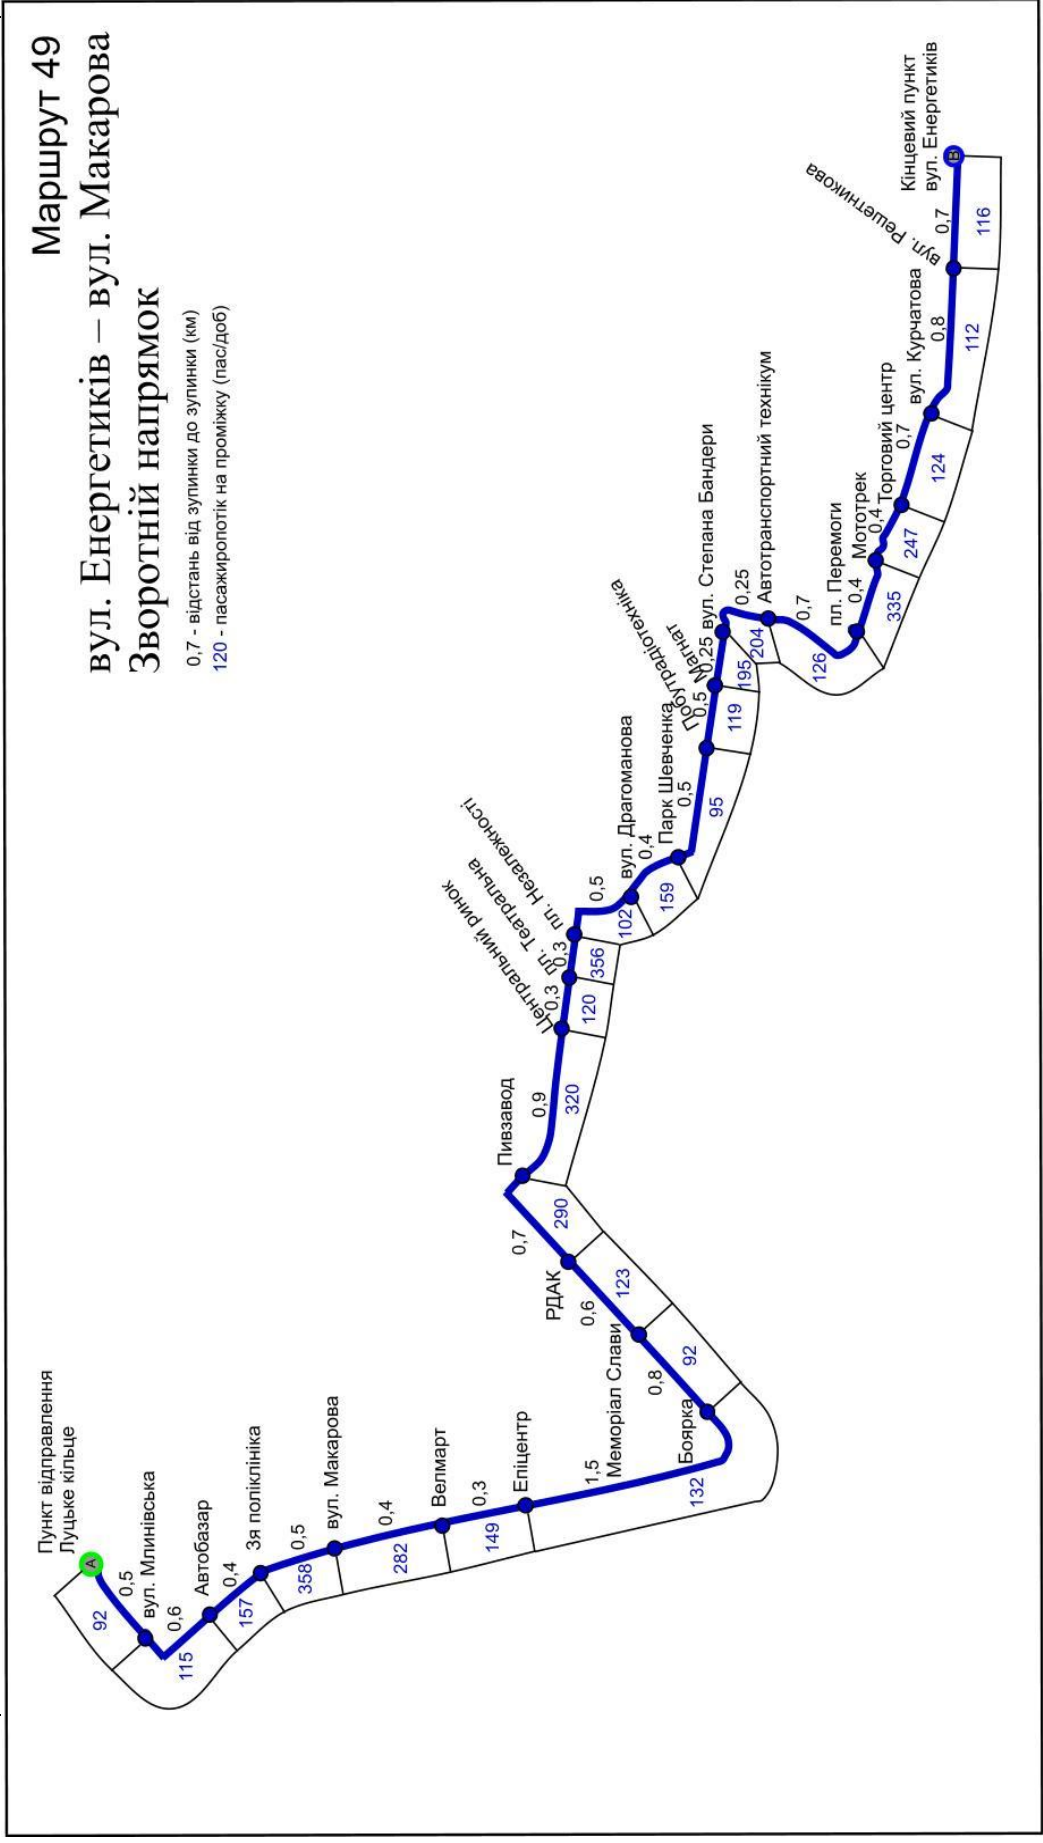 Маршрут 49
вул. Енергетиків – вул. Макарова
Зворотній напрямок
0,7 - відстань від зупинки до зупинки (км)
120 - пасажиропотік на проміжку (пас/доб)
Пункт відправлення
Луцьке кільце
A
0,5
92
вул. Млинівська
0,6
115
Автобазар
0,4
157
3я поліклініка
0,5
358
вул. Макарова
0,4
282
Велмарт
0,3
149
Епіцентр
1,5
132
Боярка
0,8
92
Меморіал Слави
0,6
123
РДАК
0,7
290
Пивзавод
0,9
320
Центральний ринок
0,3
120
пл. Театральна
0,3
356
пл. Незалежності
0,5
102
вул. Драгоманова
0,4
159
Парк Шевченка
0,5
95
Побутрадіотехніка
0,5
119
Магнат
0,25
195
вул. Степана Бандери
0,25
204
Автотранспортний технікум
0,7
126
пл. Перемоги
0,4
335
Мототрек
0,4
247
Торговий центр
0,7
124
вул. Курчатова
0,8
112
вул. Решетникова
0,7
116
Кінцевий пункт
вул. Енергетиків
B